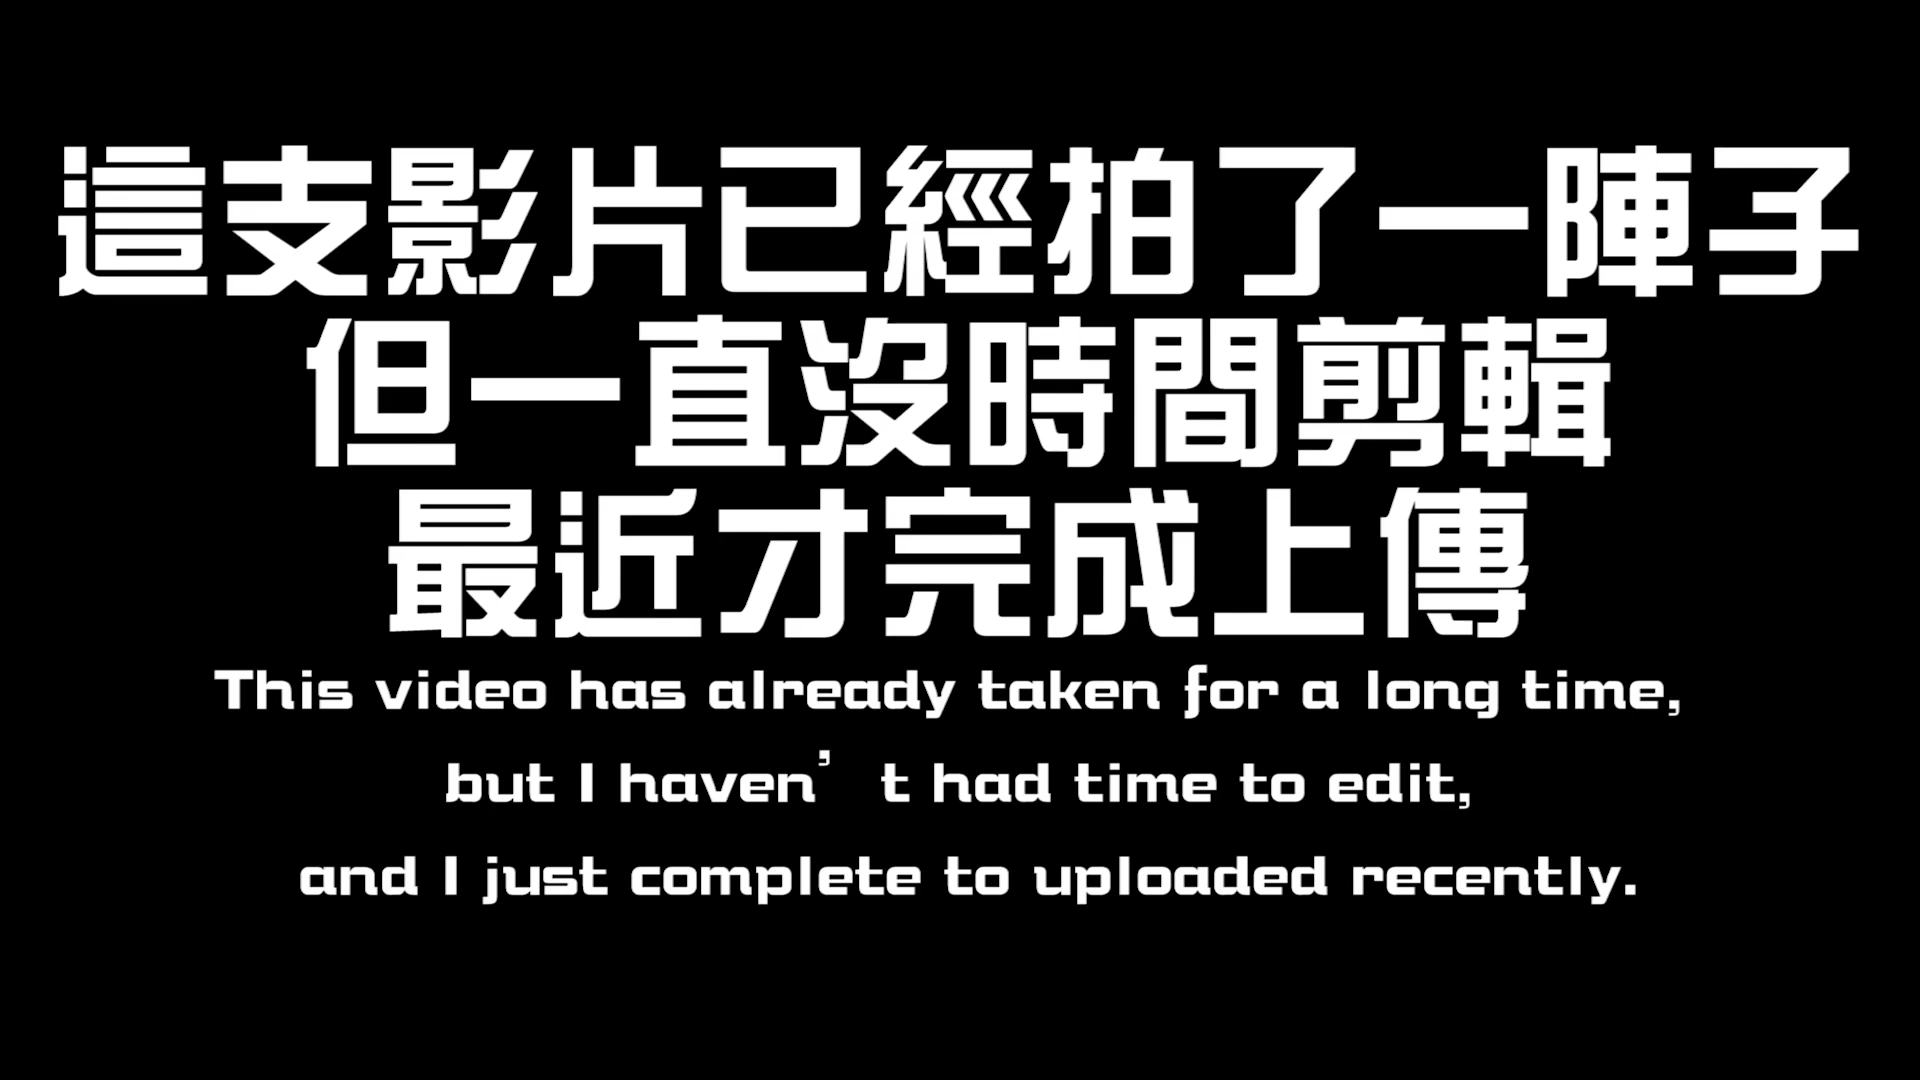 這支影片已經拍了一陣子
但一直沒時間剪輯
最近才完成上傳
This video has already taken for a long time,
but I haven’t had time to edit,
and I just complete to uploaded recently.